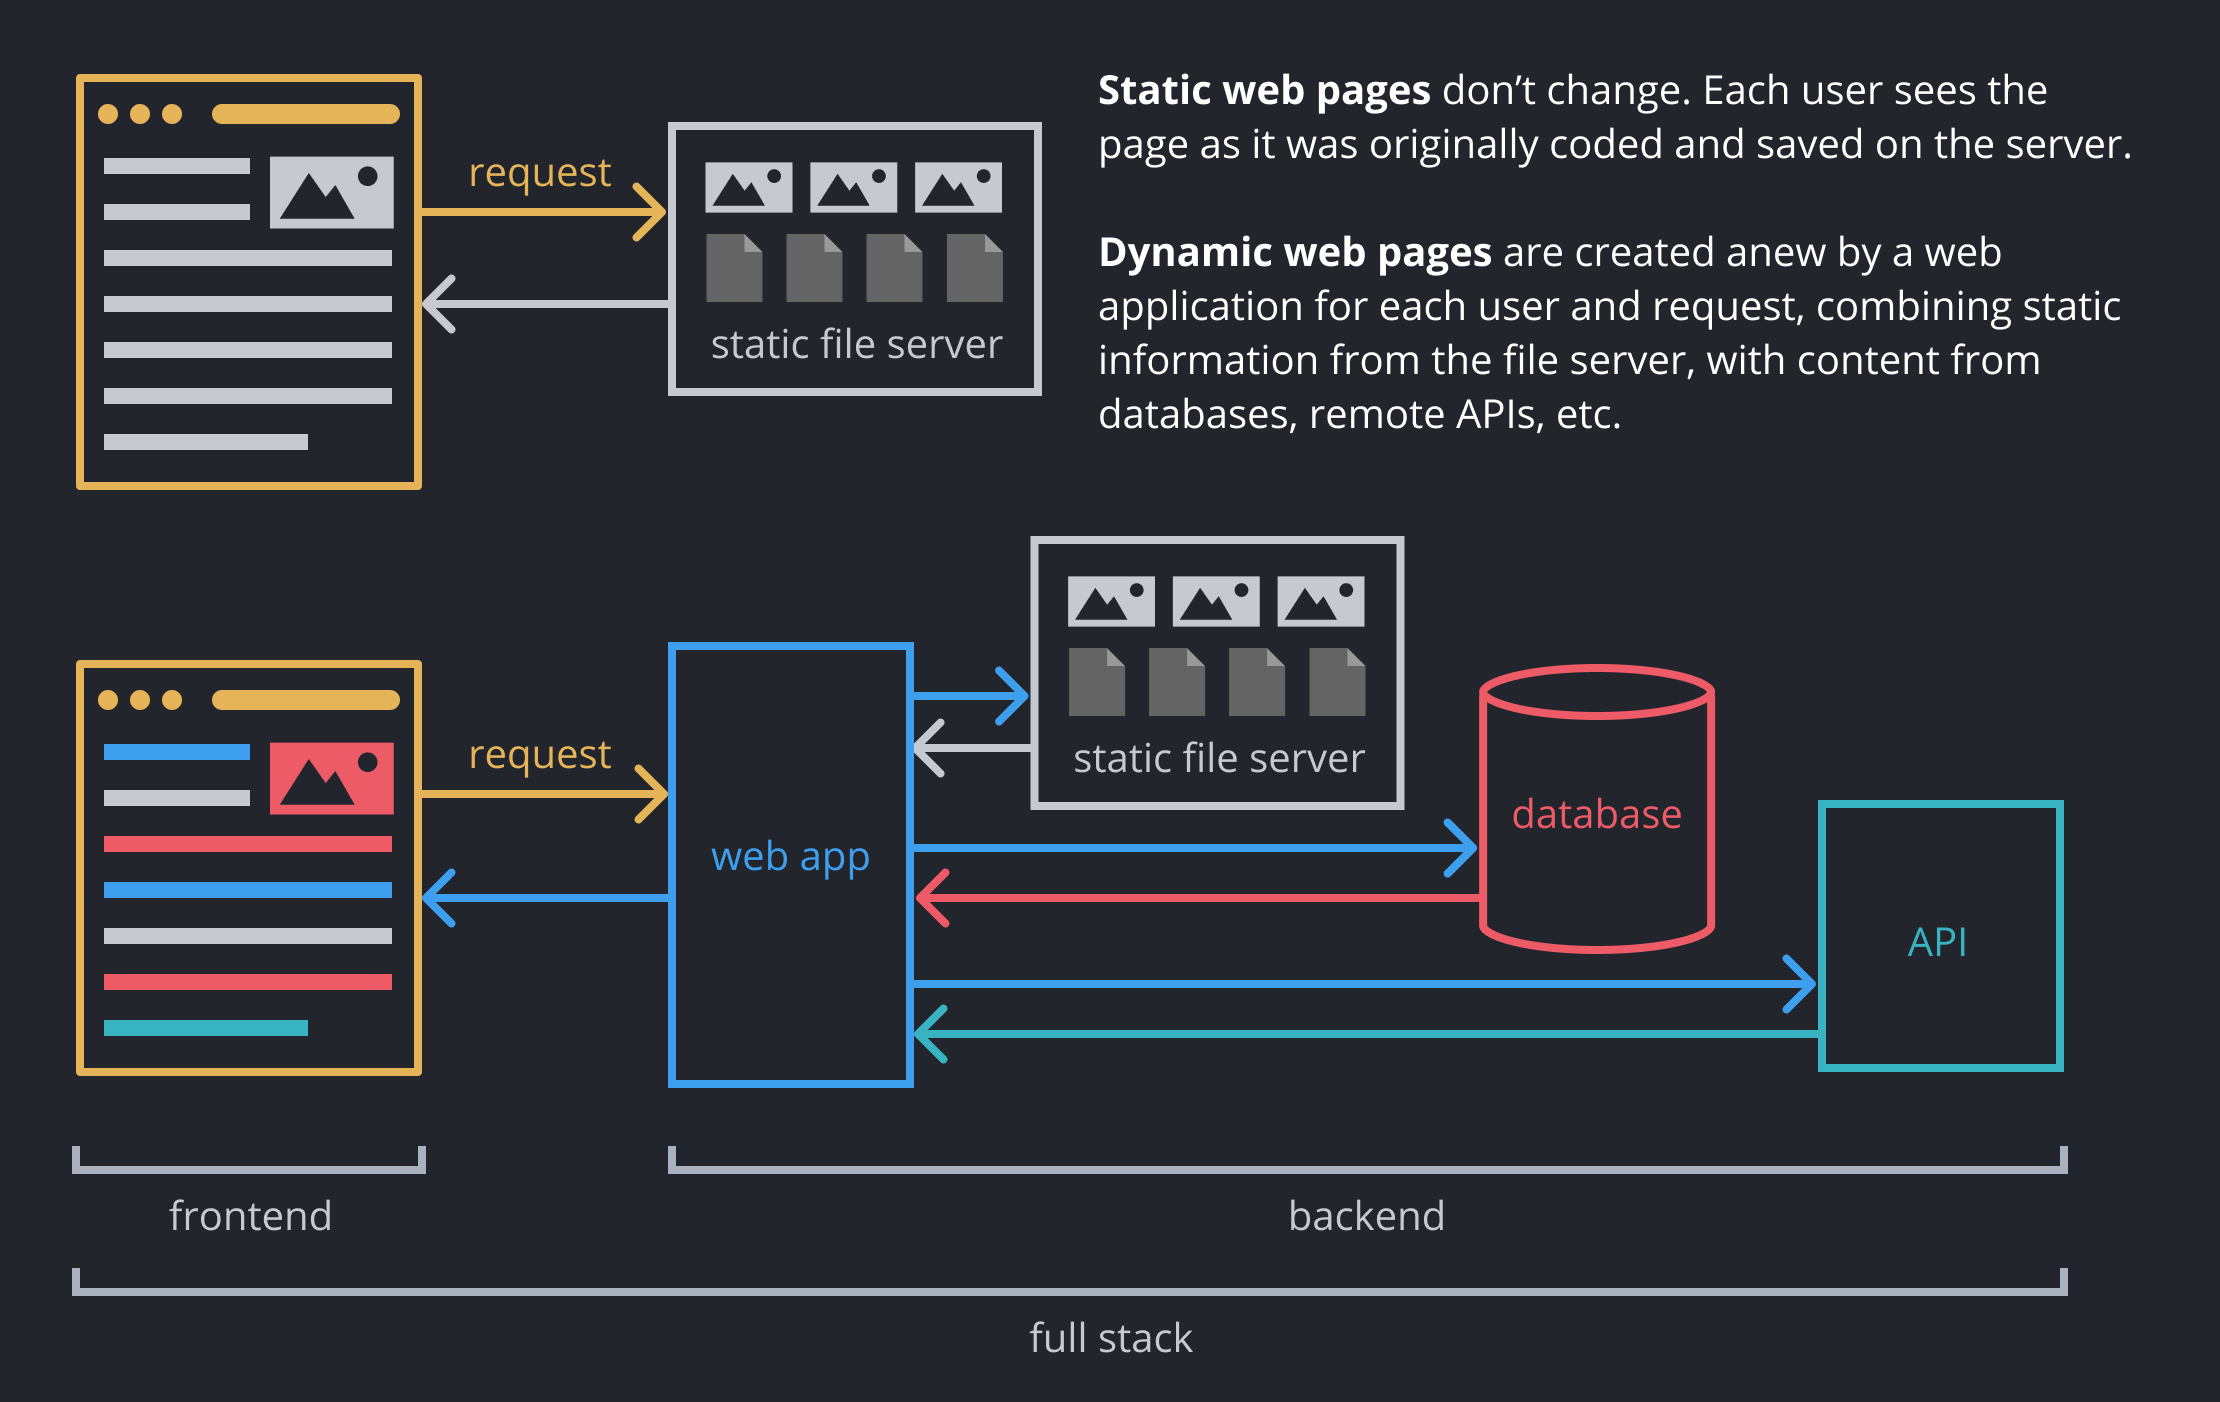 Static web pages don’t change. Each user sees the
page as it was originally coded and saved on the server.
Dynamic web pages are created anew by a web
application for each user and request, combining static
information from the file server, with content from
databases, remote APIs, etc.
request
static file server
request
web app
static file server
database
API
frontend
backend
full stack